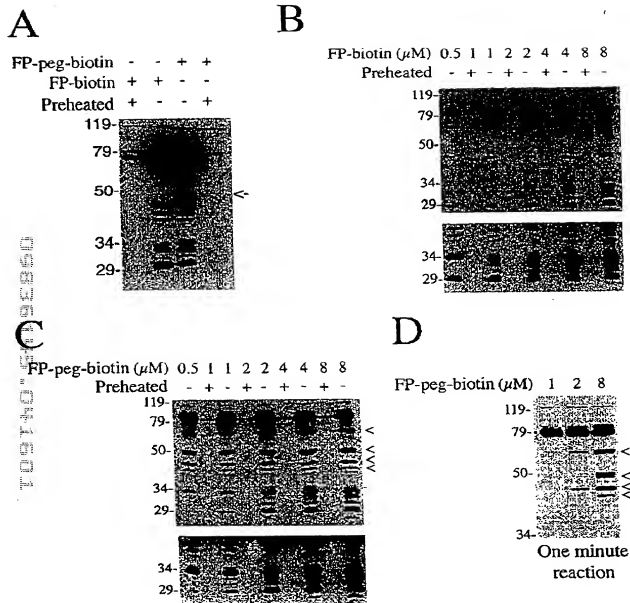 A
FP-peg-biotin - - + +
FP-biotin + + - -
Preheated + - - +
119-
79-
50-
34-
29-
B
FP-biotin (μM) 0.5 1 1 2 2 4 4 8 8
Preheated - + - + - + - + -
119-
79-
50-
34-
29-
34-
29-
C
FP-peg-biotin (μM) 0.5 1 1 2 2 4 4 8 8
Preheated - + - + - + - + -
119-
79-
50-
34-
29-
34-
29-
D
FP-peg-biotin (μM) 1 2 8
119-
79-
50-
34-
One minute
reaction